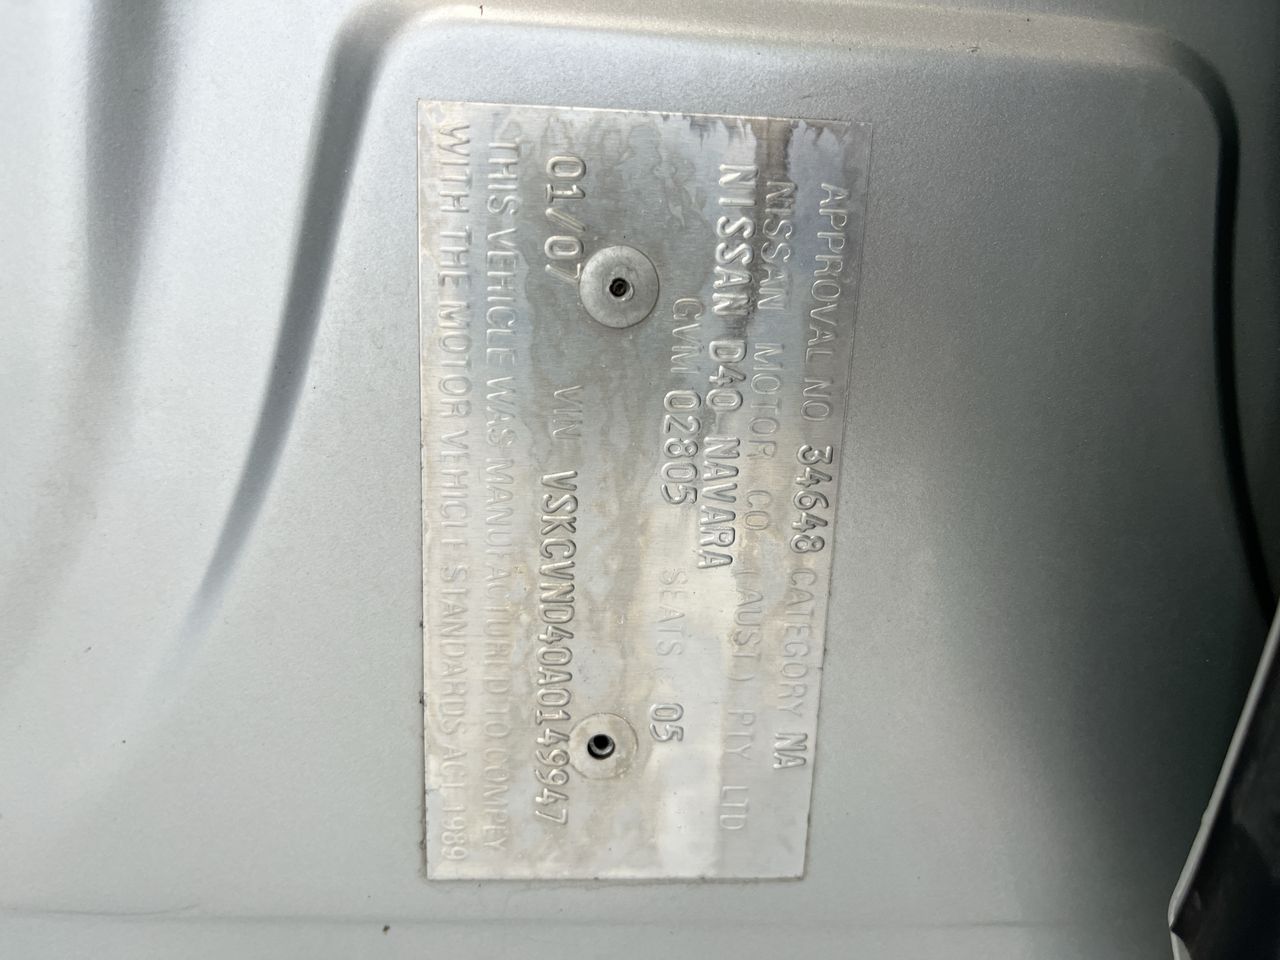 APPROVAL NO 34648 CATEGORY NA
NISSAN MOTOR CO (AUST) PTY LTD
NISSAN D40 NAVARA
GVM 02805 SEATS 05
01/07 VIN VSKCVND40A0149947
THIS VEHICLE WAS MANUFACTURED TO COMPLY
WITH THE MOTOR VEHICLE STANDARDS ACT 1989